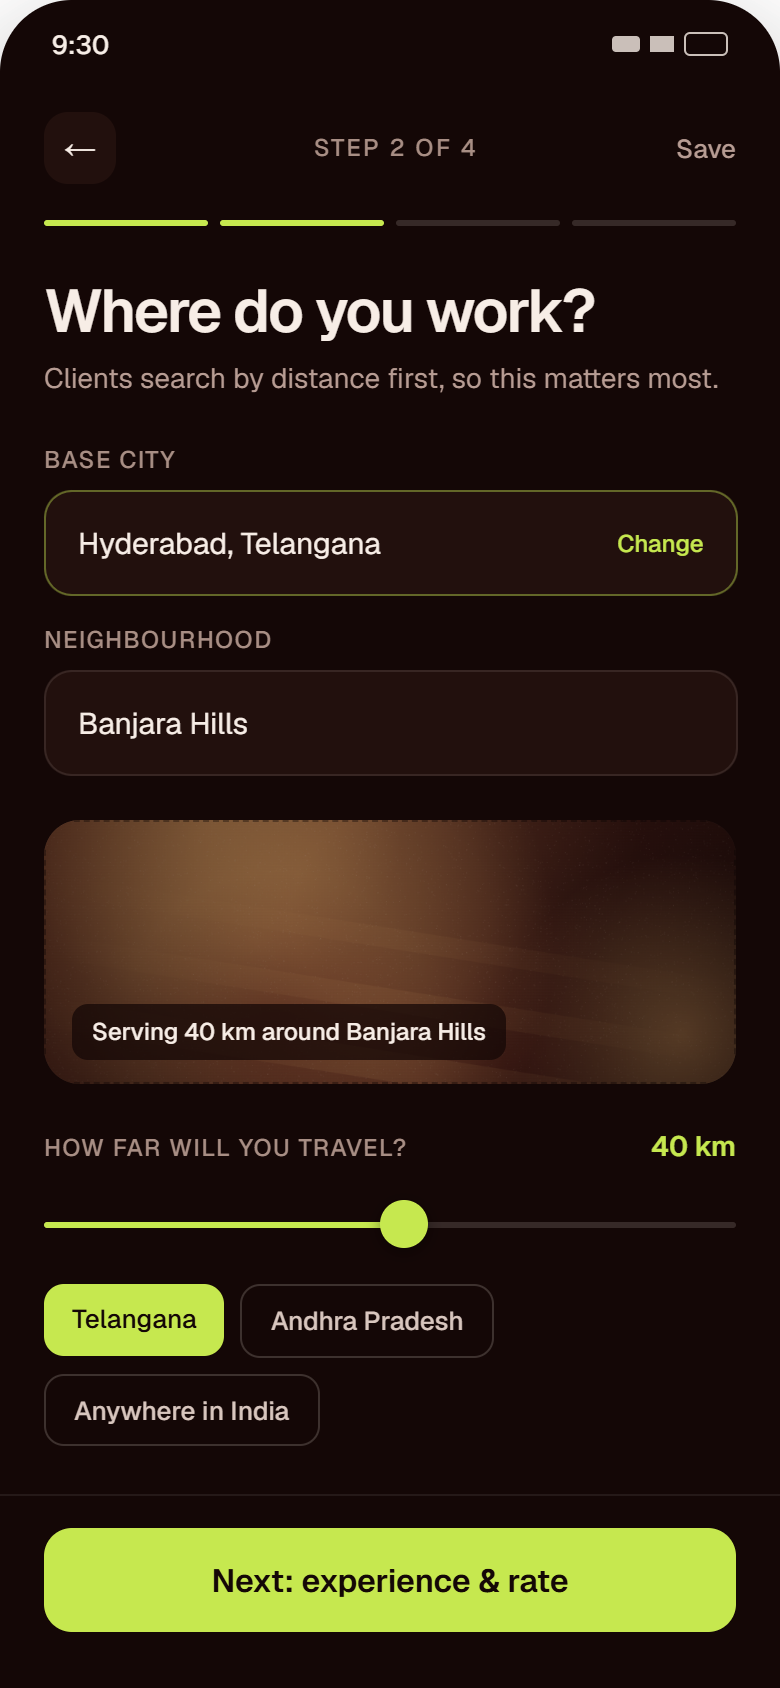 9:30
← STEP 2 OF 4 Save
Where do you work?
Clients search by distance first, so this matters most.
BASE CITY
Hyderabad, Telangana Change
NEIGHBOURHOOD
Banjara Hills
Serving 40 km around Banjara Hills
HOW FAR WILL YOU TRAVEL? 40 km
Telangana Andhra Pradesh
Anywhere in India
Next: experience & rate